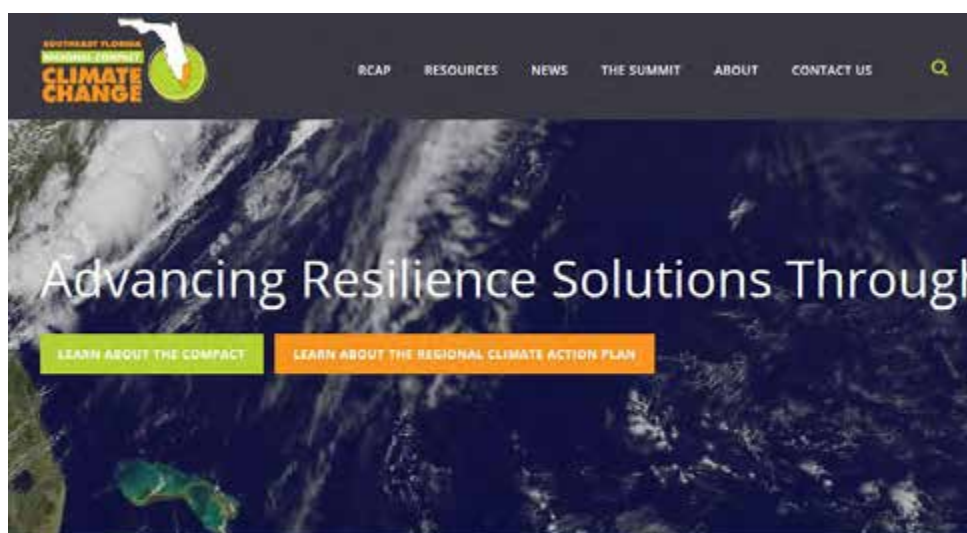 SOUTHEAST FLORIDA
REGIONAL COMPACT
CLIMATE
CHANGE
RCAP RESOURCES NEWS THE SUMMIT ABOUT CONTACT US
Advancing Resilience Solutions Through
LEARN ABOUT THE COMPACT LEARN ABOUT THE REGIONAL CLIMATE ACTION PLAN